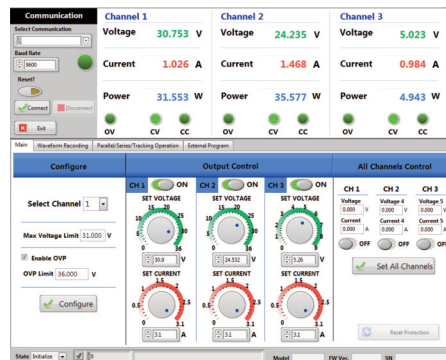 Communication
Select Communication
Baud Rate
9600
Reset?
Connect
Disconnect
Exit
Channel 1
Voltage 30.753 V
Current 1.026 A
Power 31.553 W
OV CV CC
Channel 2
Voltage 24.235 V
Current 1.468 A
Power 35.577 W
OV CV CC
Channel 3
Voltage 5.023 V
Current 0.984 A
Power 4.943 W
OV CV CC
Main Waveform Recording Parallel/Series/Tracking Operation External Program
Configure
Select Channel 1
Max Voltage Limit 31.000 V
Enable OVP
OVP Limit 36.000 V
Configure
Output Control
CH 1 ON CH 2 ON CH 3 ON
SET VOLTAGE SET VOLTAGE SET VOLTAGE
30.9 V 24.532 V 5.26 V
SET CURRENT SET CURRENT SET CURRENT
3.1 A 3.1 A 3.1 A
All Channels Control
CH 1 CH 2 CH 3
Voltage Voltage 4 Voltage 5
0.000 V 0.000 V 0.000 V
Current Current 4 Current 5
0.000 A 0.000 A 0.000 A
OFF OFF OFF
Set All Channels
Reset Protection
State Initialize Model FW Ver. SN